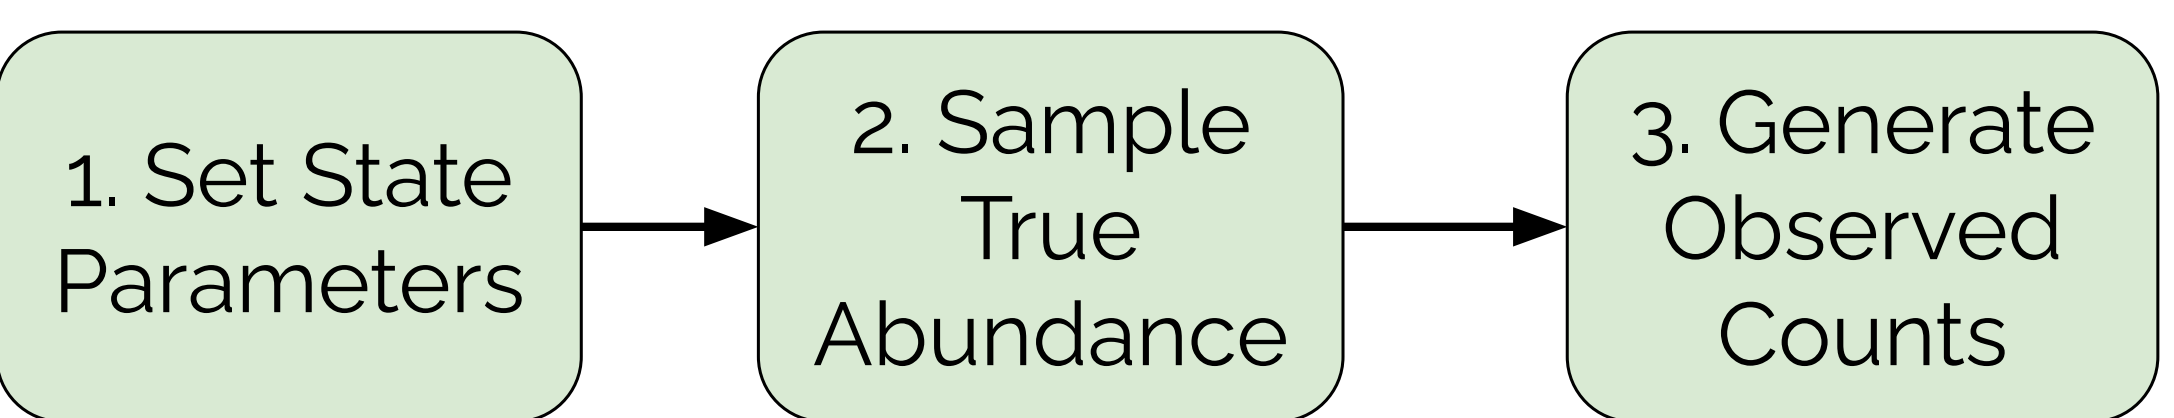 1. Set State
Parameters
2. Sample
True
Abundance
3. Generate
Observed
Counts